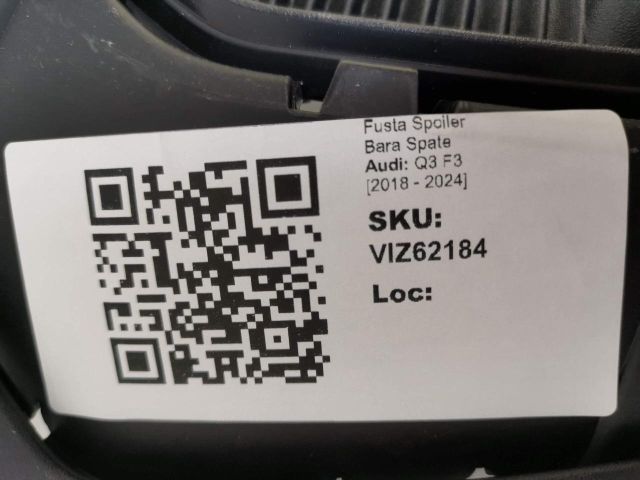 Fusta Spoiler
Bara Spate
Audi: Q3 F3
[2018 - 2024]
SKU:
VIZ62184
Loc: